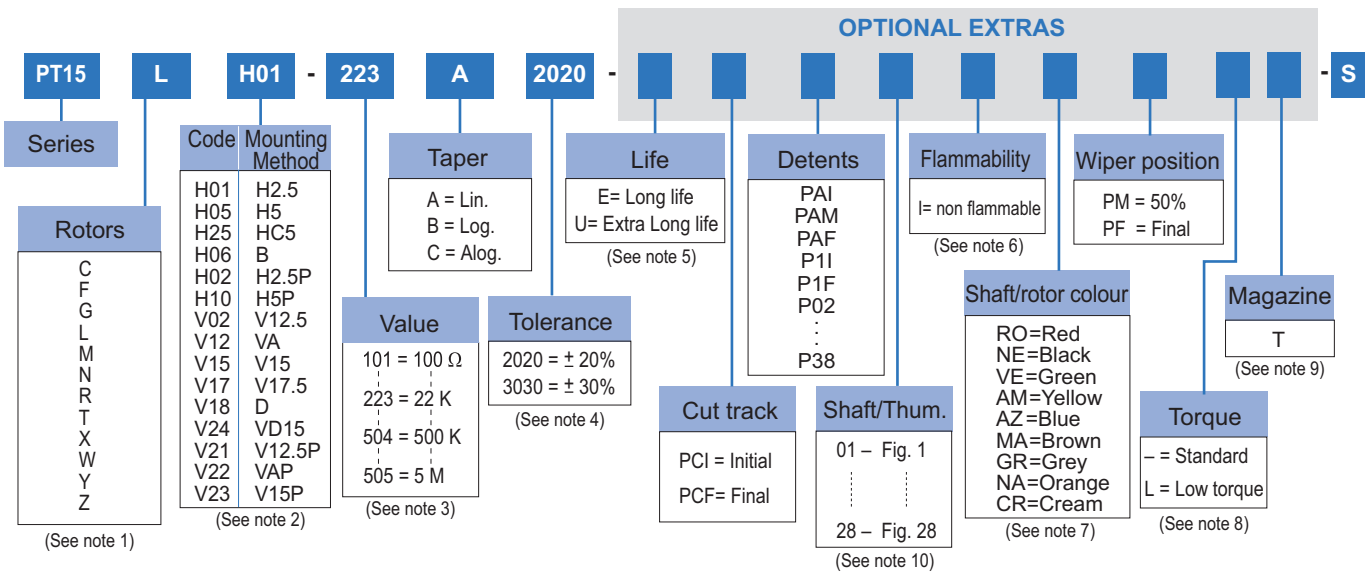 OPTIONAL EXTRAS
PT15 L H01 - 223 A 2020 - - S
Series
Rotors
C
F
G
L
M
N
R
T
X
W
Y
Z
(See note 1)
Code Mounting Method
H01 H2.5
H05 H5
H25 HC5
H06 B
H02 H2.5P
H10 H5P
V02 V12.5
V12 VA
V15 V15
V17 V17.5
V18 D
V24 VD15
V21 V12.5P
V22 VAP
V23 V15P
(See note 2)
Value
101 = 100 Ω
223 = 22 K
504 = 500 K
505 = 5 M
(See note 3)
Taper
A = Lin.
B = Log.
C = Alog.
Tolerance
2020 = ± 20%
3030 = ± 30%
(See note 4)
Life
E= Long life
U= Extra Long life
(See note 5)
Cut track
PCI = Initial
PCF= Final
Detents
PAI
PAM
PAF
P1I
P1F
P02
:
:
P38
Shaft/Thum.
01 – Fig. 1
28 – Fig. 28
(See note 10)
Flammability
I= non flammable
(See note 6)
Shaft/rotor colour
RO=Red
NE=Black
VE=Green
AM=Yellow
AZ=Blue
MA=Brown
GR=Grey
NA=Orange
CR=Cream
(See note 7)
Wiper position
PM = 50%
PF = Final
Torque
– = Standard
L = Low torque
(See note 8)
Magazine
T
(See note 9)